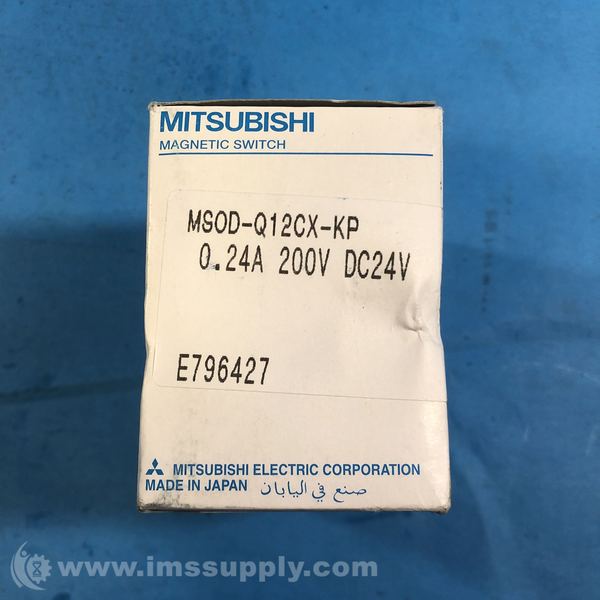 MITSUBISHI
MAGNETIC SWITCH
MSOD-Q12CX-KP
0.24A 200V DC24V
E796427
MITSUBISHI ELECTRIC CORPORATION
MADE IN JAPAN صنع في اليابان
© www.imssupply.com